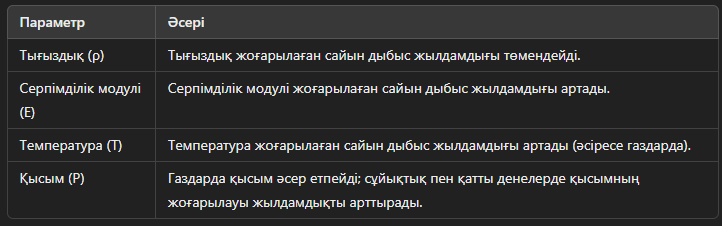 Параметр Әсері
Тығыздық (ρ) Тығыздық жоғарылаған сайын дыбыс жылдамдығы төмендейді.
Серпімділік модулі Серпімділік модулі жоғарылаған сайын дыбыс жылдамдығы артады.
(E)
Температура (T) Температура жоғарылаған сайын дыбыс жылдамдығы артады (әсіресе газдарда).
Қысым (P) Газдарда қысым әсер етпейді; сұйықтық пен қатты денелерде қысымның
жоғарылауы жылдамдықты арттырады.